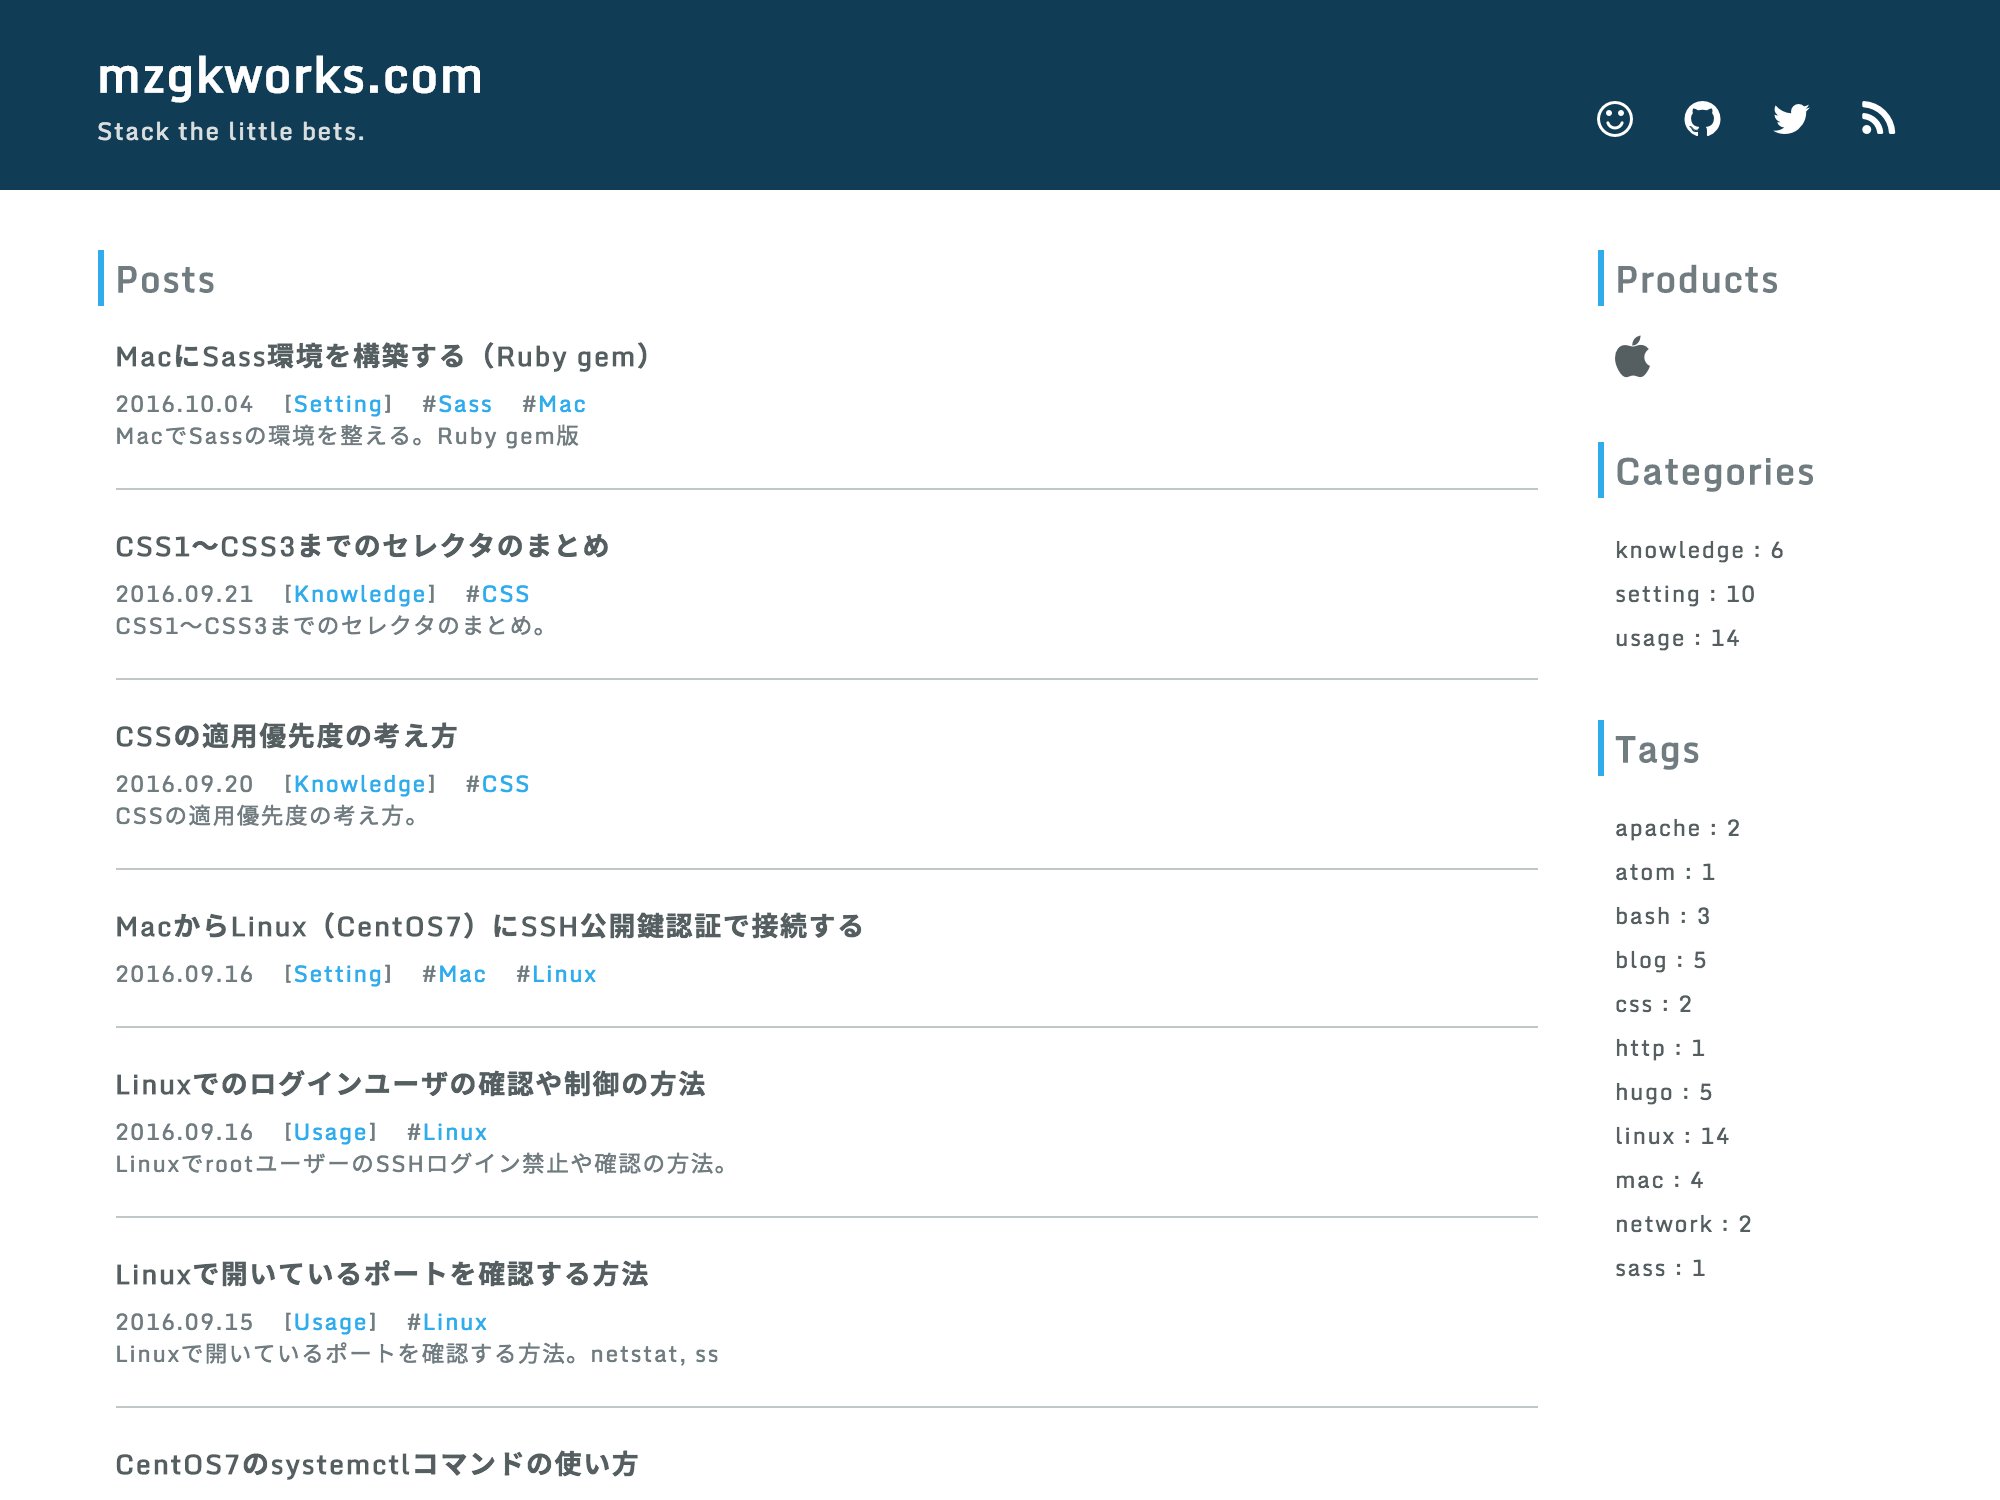 mzgkworks.com
Stack the little bets.
Posts
MacにSass環境を構築する（Ruby gem）
2016.10.04 [Setting] #Sass #Mac
MacでSassの環境を整える。Ruby gem版
CSS1〜CSS3までのセレクタのまとめ
2016.09.21 [Knowledge] #CSS
CSS1〜CSS3までのセレクタのまとめ。
CSSの適用優先度の考え方
2016.09.20 [Knowledge] #CSS
CSSの適用優先度の考え方。
MacからLinux（CentOS7）にSSH公開鍵認証で接続する
2016.09.16 [Setting] #Mac #Linux
Linuxでのログインユーザの確認や制御の方法
2016.09.16 [Usage] #Linux
LinuxでrootユーザーのSSHログイン禁止や確認の方法。
Linuxで開いているポートを確認する方法
2016.09.15 [Usage] #Linux
Linuxで開いているポートを確認する方法。netstat, ss
CentOS7のsystemctlコマンドの使い方
Products
Categories
knowledge : 6
setting : 10
usage : 14
Tags
apache : 2
atom : 1
bash : 3
blog : 5
css : 2
http : 1
hugo : 5
linux : 14
mac : 4
network : 2
sass : 1